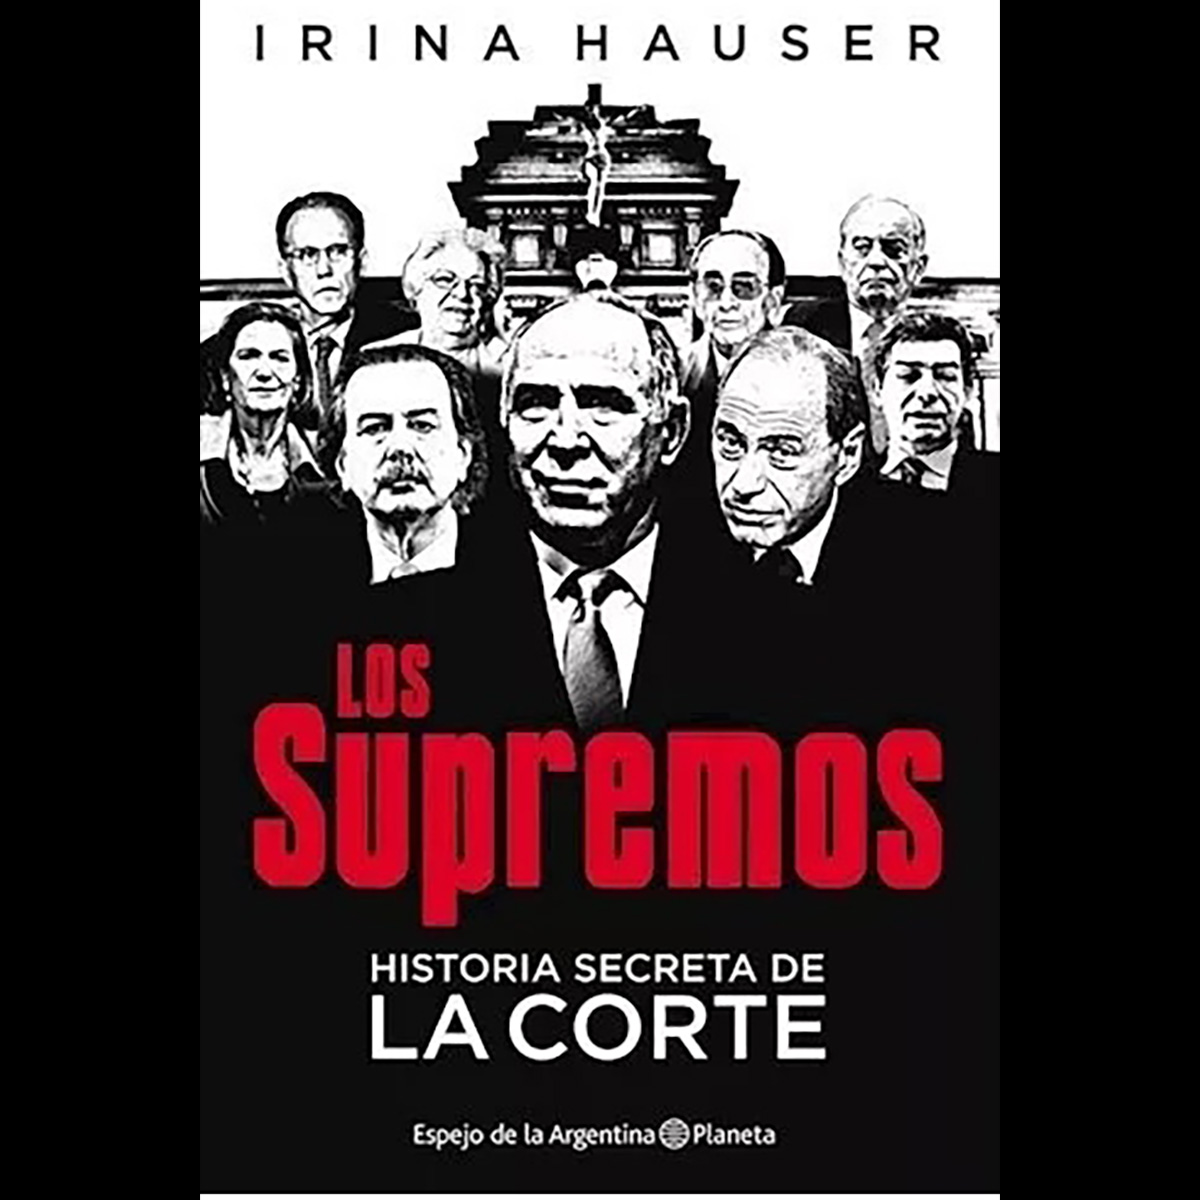 IRINA HAUSER
LOS
SUPREMOS
HISTORIA SECRETA DE
LA CORTE
Espejo de la Argentina Planeta